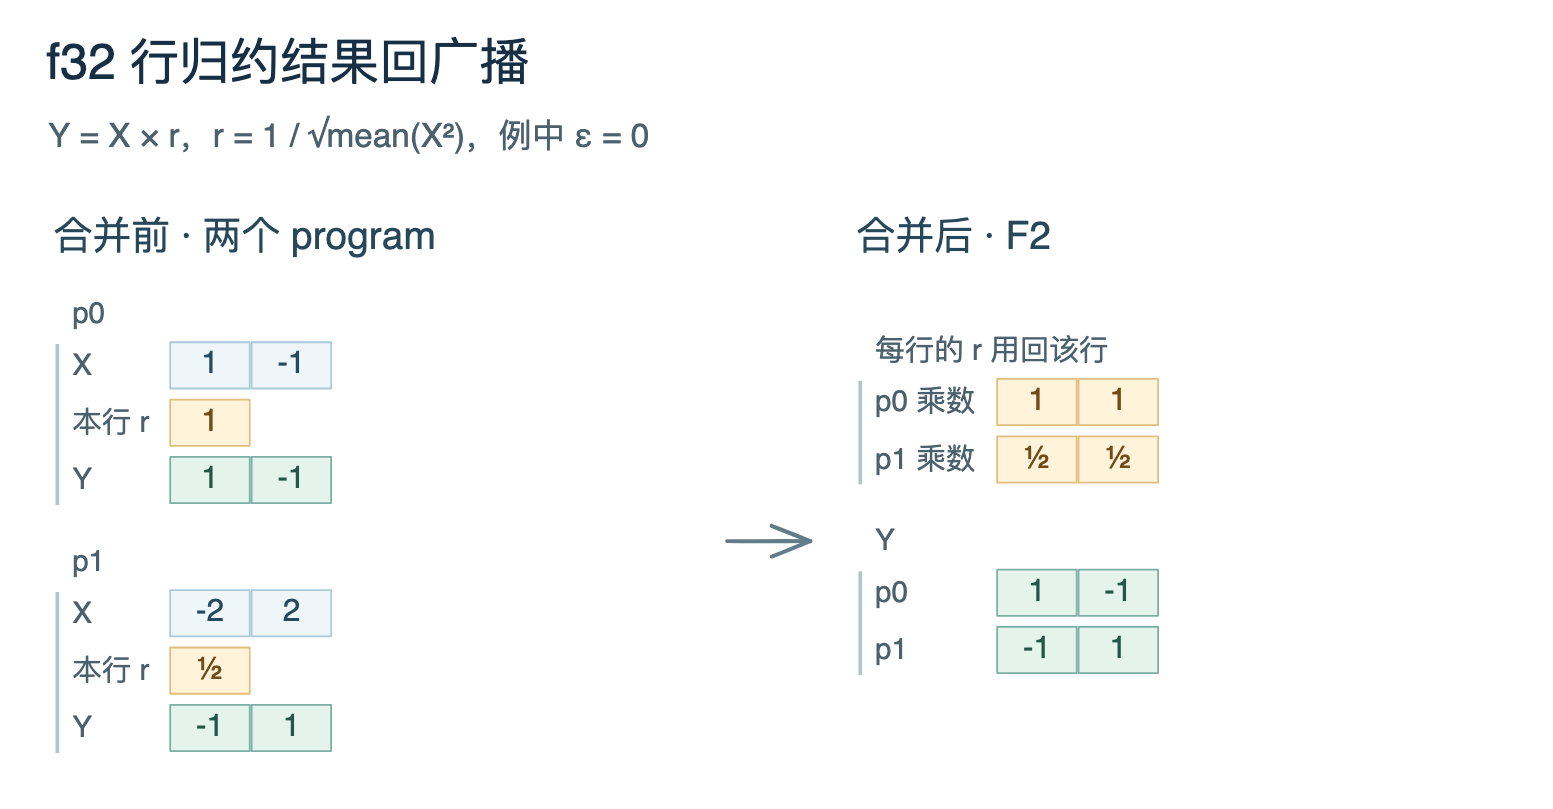 f32 行归约结果回广播
Y = X × r，r = 1 / √mean(X²)，例中 ε = 0
合并前 · 两个 program
p0
X 1 -1
本行 r 1
Y 1 -1
p1
X -2 2
本行 r ½
Y -1 1
合并后 · F2
每行的 r 用回该行
p0 乘数 1 1
p1 乘数 ½ ½
Y
p0 1 -1
p1 -1 1